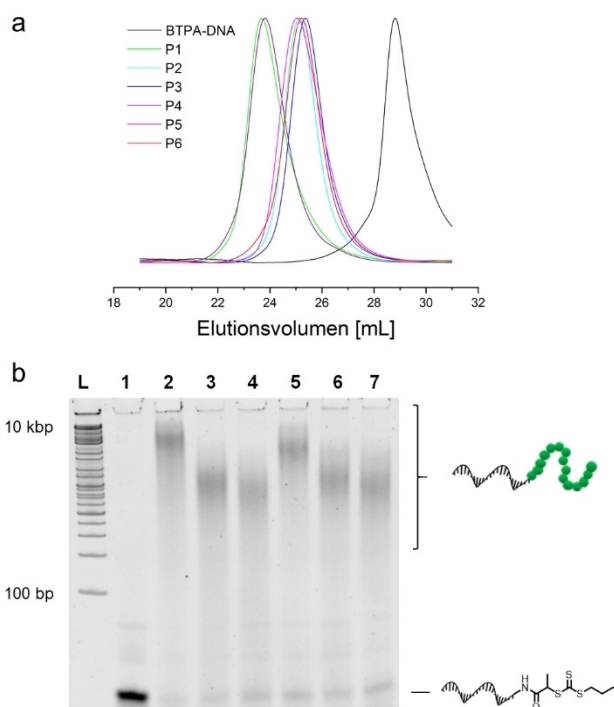 a
BTPA-DNA
P1
P2
P3
P4
P5
P6
18 20 22 24 26 28 30 32
Elutionsvolumen [mL]
b
L 1 2 3 4 5 6 7
10 kbp
100 bp
H
N
S
O
S
S